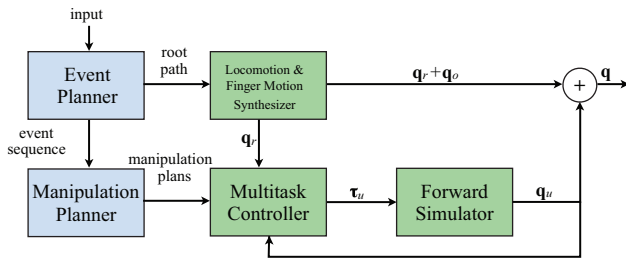 input
Event
Planner
root
path
Locomotion &
Finger Motion
Synthesizer
q_r + q_o
+
q
event
sequence
q_r
manipulation
plans
Manipulation
Planner
Multitask
Controller
τ_u
Forward
Simulator
q_u